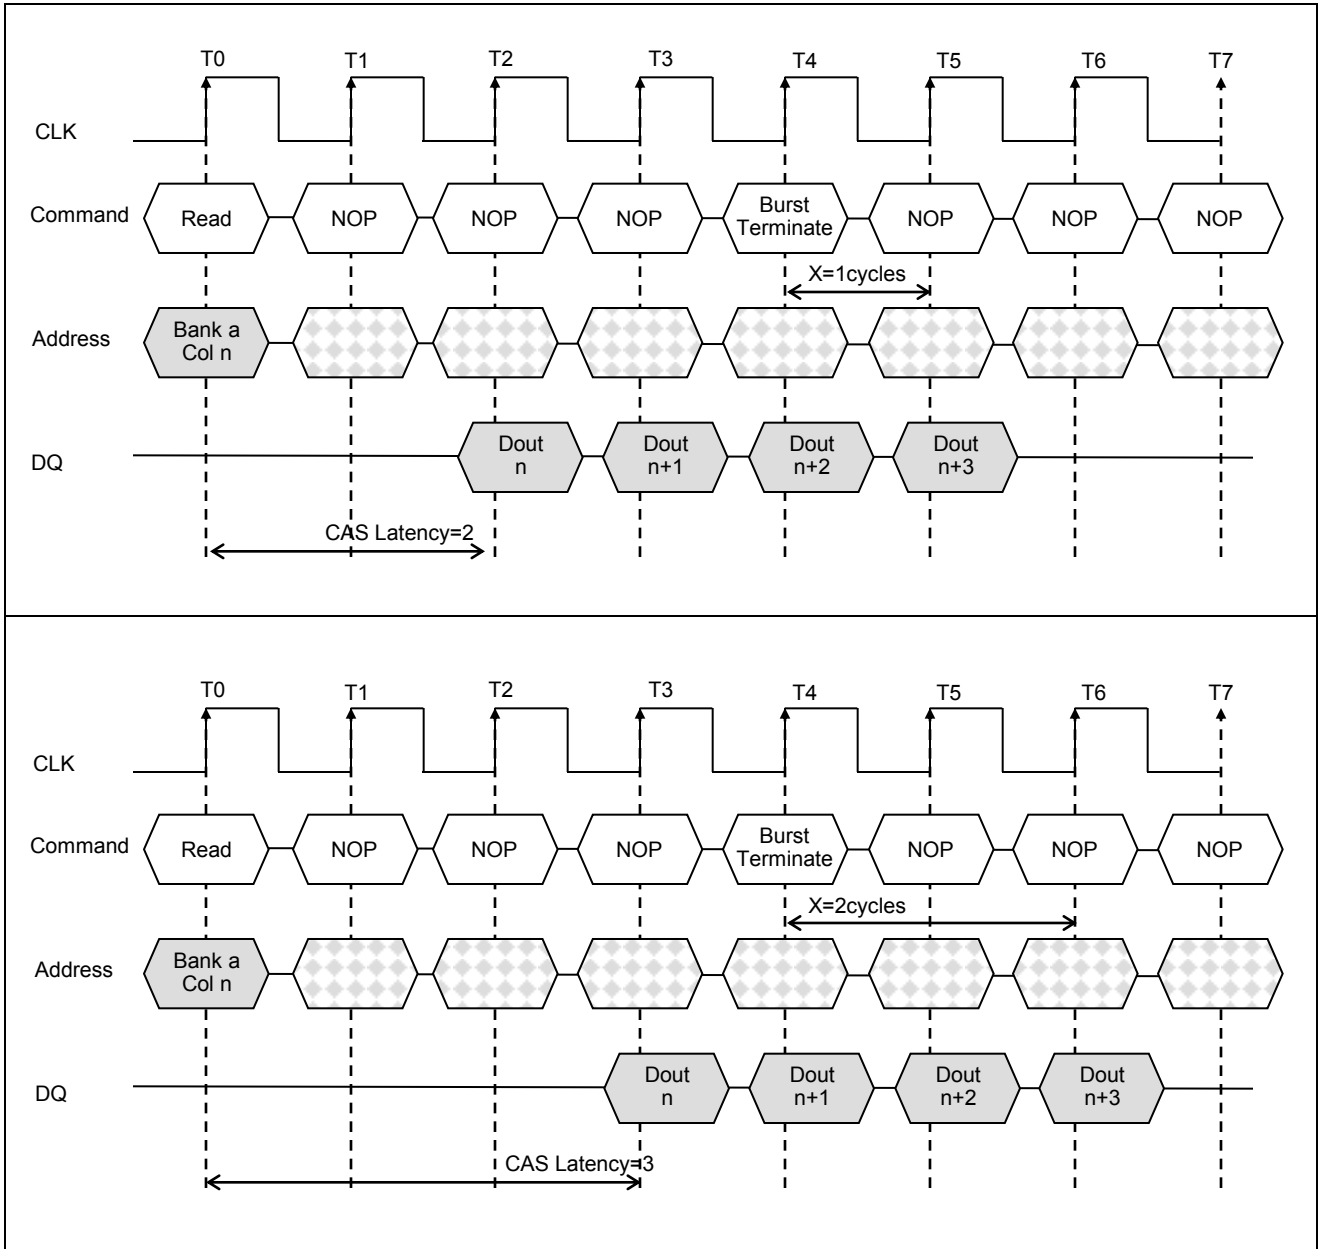 T0 T1 T2 T3 T4 T5 T6 T7
CLK
Command Read NOP NOP NOP Burst Terminate NOP NOP NOP
X=1cycles
Address Bank a Col n
DQ Dout n Dout n+1 Dout n+2 Dout n+3
CAS Latency=2
T0 T1 T2 T3 T4 T5 T6 T7
CLK
Command Read NOP NOP NOP Burst Terminate NOP NOP NOP
X=2cycles
Address Bank a Col n
DQ Dout n Dout n+1 Dout n+2 Dout n+3
CAS Latency=3